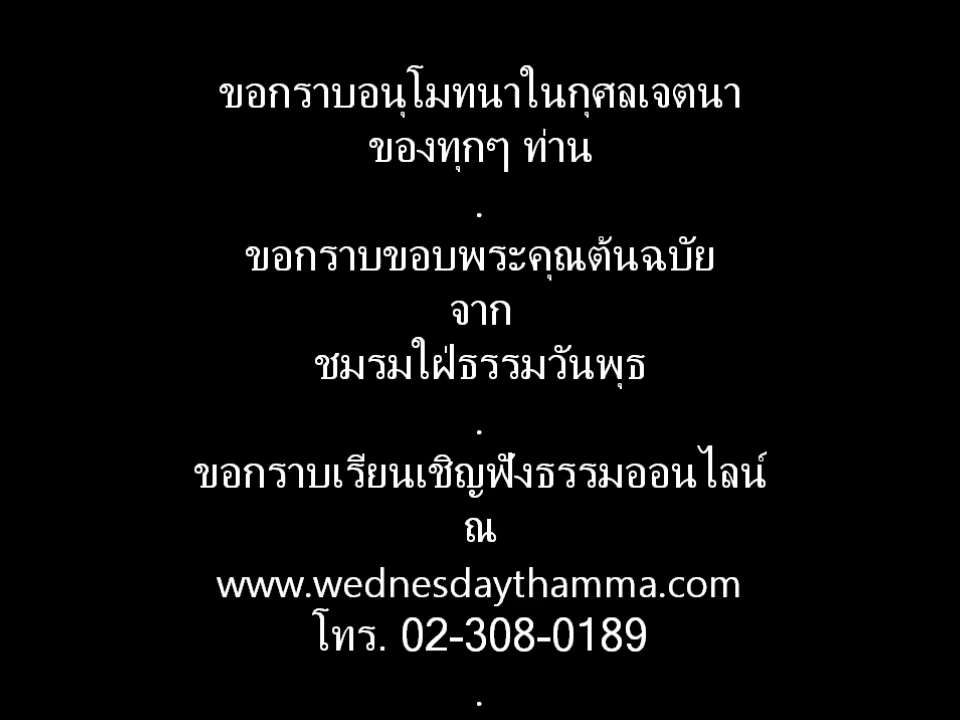 ขอกราบอนุโมทนาในกุศลเจตนา
ของทุกๆ ท่าน
.
ขอกราบขอบพระคุณต้นฉบับ
จาก
ชมรมใฝ่ธรรมวันพุธ
.
ขอกราบเรียนเชิญฟังธรรมออนไลน์
ณ
www.wednesdaythamma.com
โทร. 02-308-0189
.